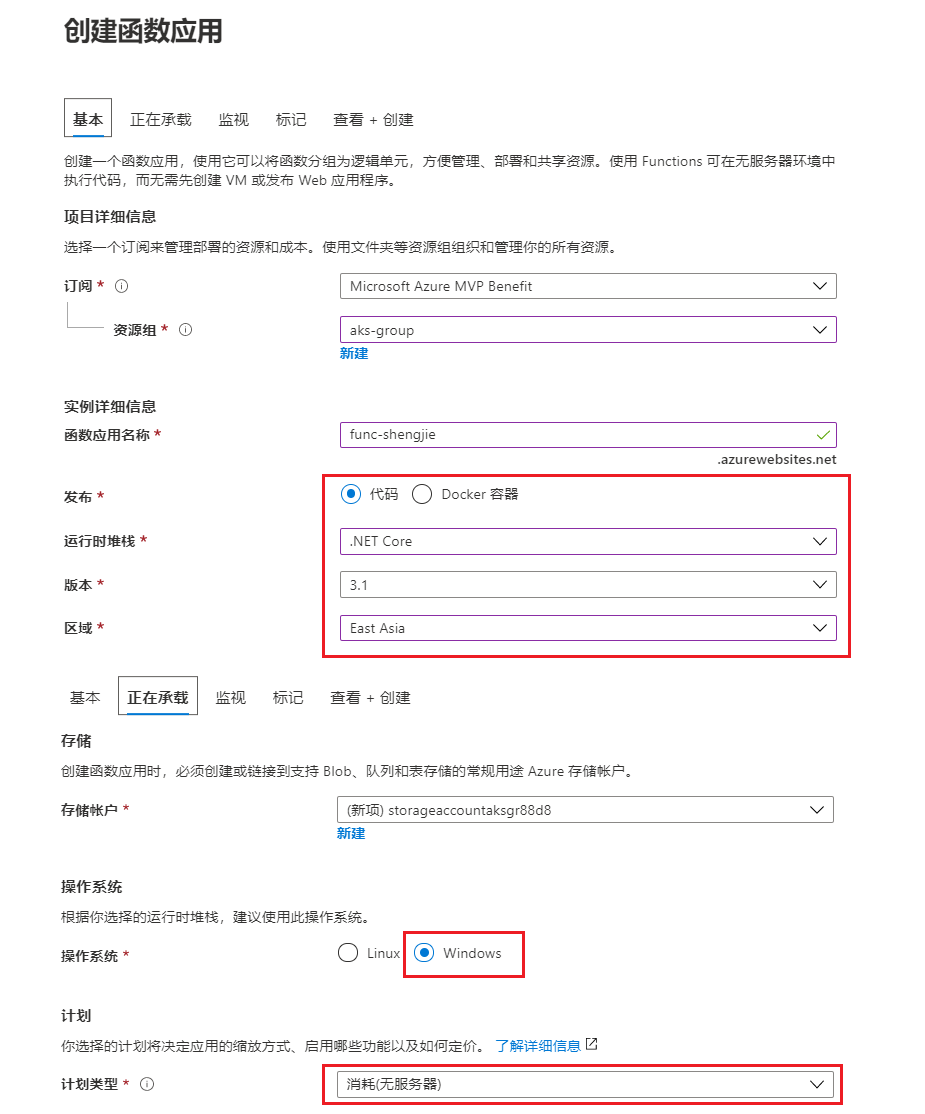 创建函数应用
基本 正在承载 监视 标记 查看 + 创建
创建一个函数应用，使用它可以将函数分组为逻辑单元，方便管理、部署和共享资源。使用 Functions 可在无服务器环境中
执行代码，而无需先创建 VM 或发布 Web 应用程序。
项目详细信息
选择一个订阅来管理部署的资源和成本。使用文件夹等资源组组织和管理你的所有资源。
订阅 * Microsoft Azure MVP Benefit
资源组 * aks-group
新建
实例详细信息
函数应用名称 * func-shengjie
.azurewebsites.net
发布 * 代码 Docker 容器
运行时堆栈 * .NET Core
版本 * 3.1
区域 * East Asia
基本 正在承载 监视 标记 查看 + 创建
存储
创建函数应用时，必须创建或链接到支持 Blob、队列和表存储的常规用途 Azure 存储帐户。
存储帐户 * (新项) storageaccountaksgr88d8
新建
操作系统
根据你选择的运行时堆栈，建议使用此操作系统。
操作系统 * Linux Windows
计划
你选择的计划将决定应用的缩放方式、启用哪些功能以及如何定价。 了解详细信息
计划类型 * 消耗(无服务器)